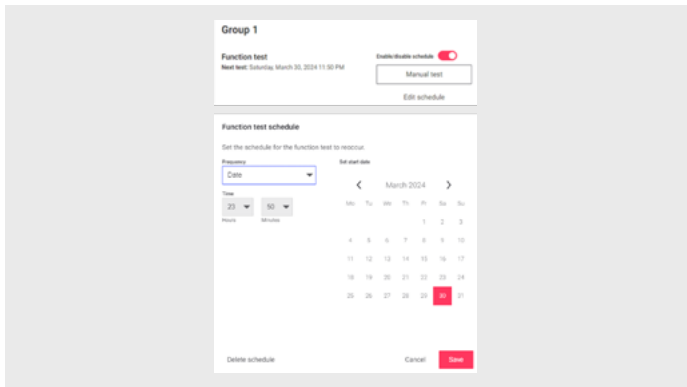 Group 1
Function test
Enable/disable schedule
Next test: Saturday, March 30, 2024 11:50 PM
Manual test
Edit schedule
Function test schedule
Set the schedule for the function test to reoccur.
Frequency
Set start date
Date
March 2024
Time
23 50
Mo Tu We Th Fr Sa Su
Hours Minutes
1 2 3
4 5 6 7 8 9 10
11 12 13 14 15 16 17
18 19 20 21 22 23 24
25 26 27 28 29 30 31
Delete schedule
Cancel
Save